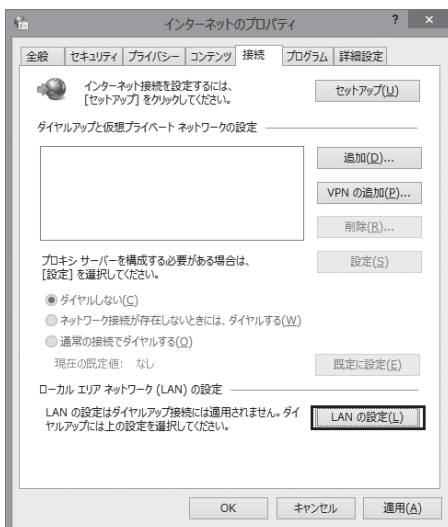 インターネットのプロパティ
?
×
全般
セキュリティ
プライバシー
コンテンツ
接続
プログラム
詳細設定
インターネット接続を設定するには、
[セットアップ] をクリックしてください。
セットアップ(U)
ダイヤルアップと仮想プライベート ネットワークの設定
追加(D)...
VPN の追加(P)...
削除(R)...
プロキシ サーバーを構成する必要がある場合は、
[設定] を選択してください。
設定(S)
ダイヤルしない(C)
ネットワーク接続が存在しないときには、ダイヤルする(W)
通常の接続でダイヤルする(O)
現在の既定値: なし
既定に設定(E)
ローカル エリア ネットワーク (LAN) の設定
LAN の設定はダイヤルアップ接続には適用されません。ダイ
ヤルアップには上の設定を選択してください。
LAN の設定(L)
OK
キャンセル
適用(A)